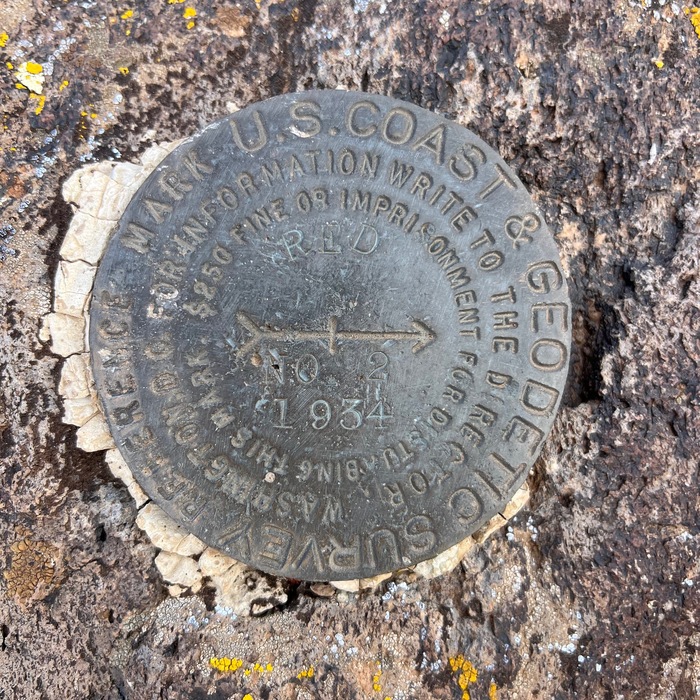 U.S. COAST & GEODETIC SURVEY
REFERENCE MARK
FOR INFORMATION WRITE TO THE DIRECTOR, WASHINGTON D.C.
$250 FINE OR IMPRISONMENT FOR DISTURBING THIS MARK.
RED
NO. 2
1934